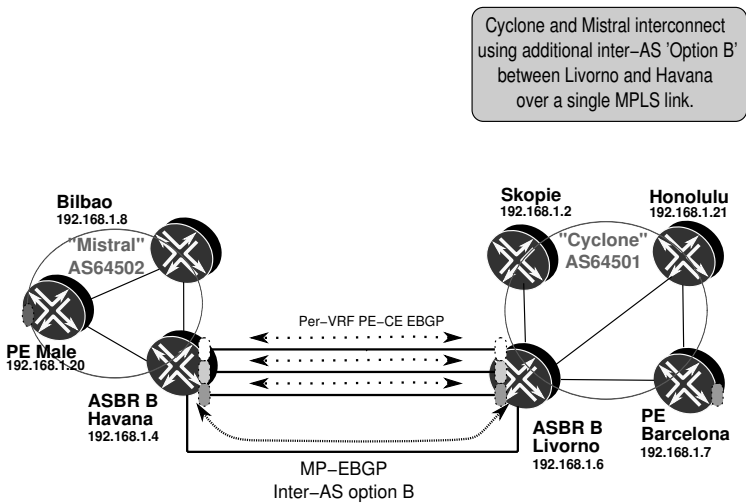 Cyclone and Mistral interconnect
using additional inter−AS 'Option B'
between Livorno and Havana
over a single MPLS link.
Bilbao
192.168.1.8
"Mistral"
AS64502
PE Male
192.168.1.20
ASBR B
Havana
192.168.1.4
Per−VRF PE−CE EBGP
MP−EBGP
Inter−AS option B
Skopie
192.168.1.2
Honolulu
192.168.1.21
"Cyclone"
AS64501
ASBR B
Livorno
192.168.1.6
PE
Barcelona
192.168.1.7